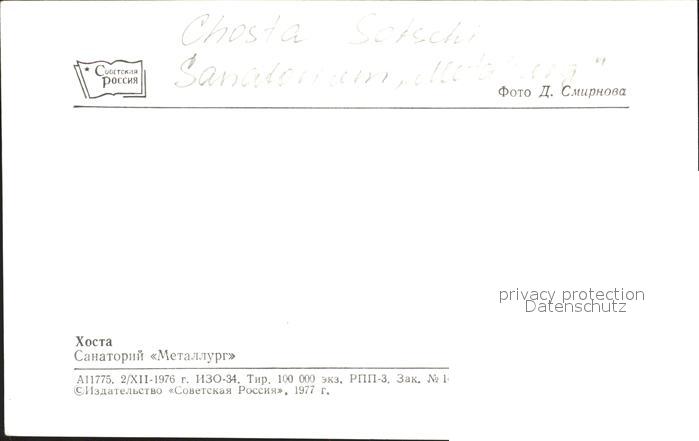 Chosta Sotschi
Sanatorium „Metallurg"
Советская
Россия
Фото Д. Смирнова
privacy protection
Datenschutz
Хоста
Санаторий «Металлург»
А11775. 2/XII-1976 г. ИЗО-34. Тир. 100 000 экз. РПП-3. Зак. №
©Издательство «Советская Россия», 1977 г.